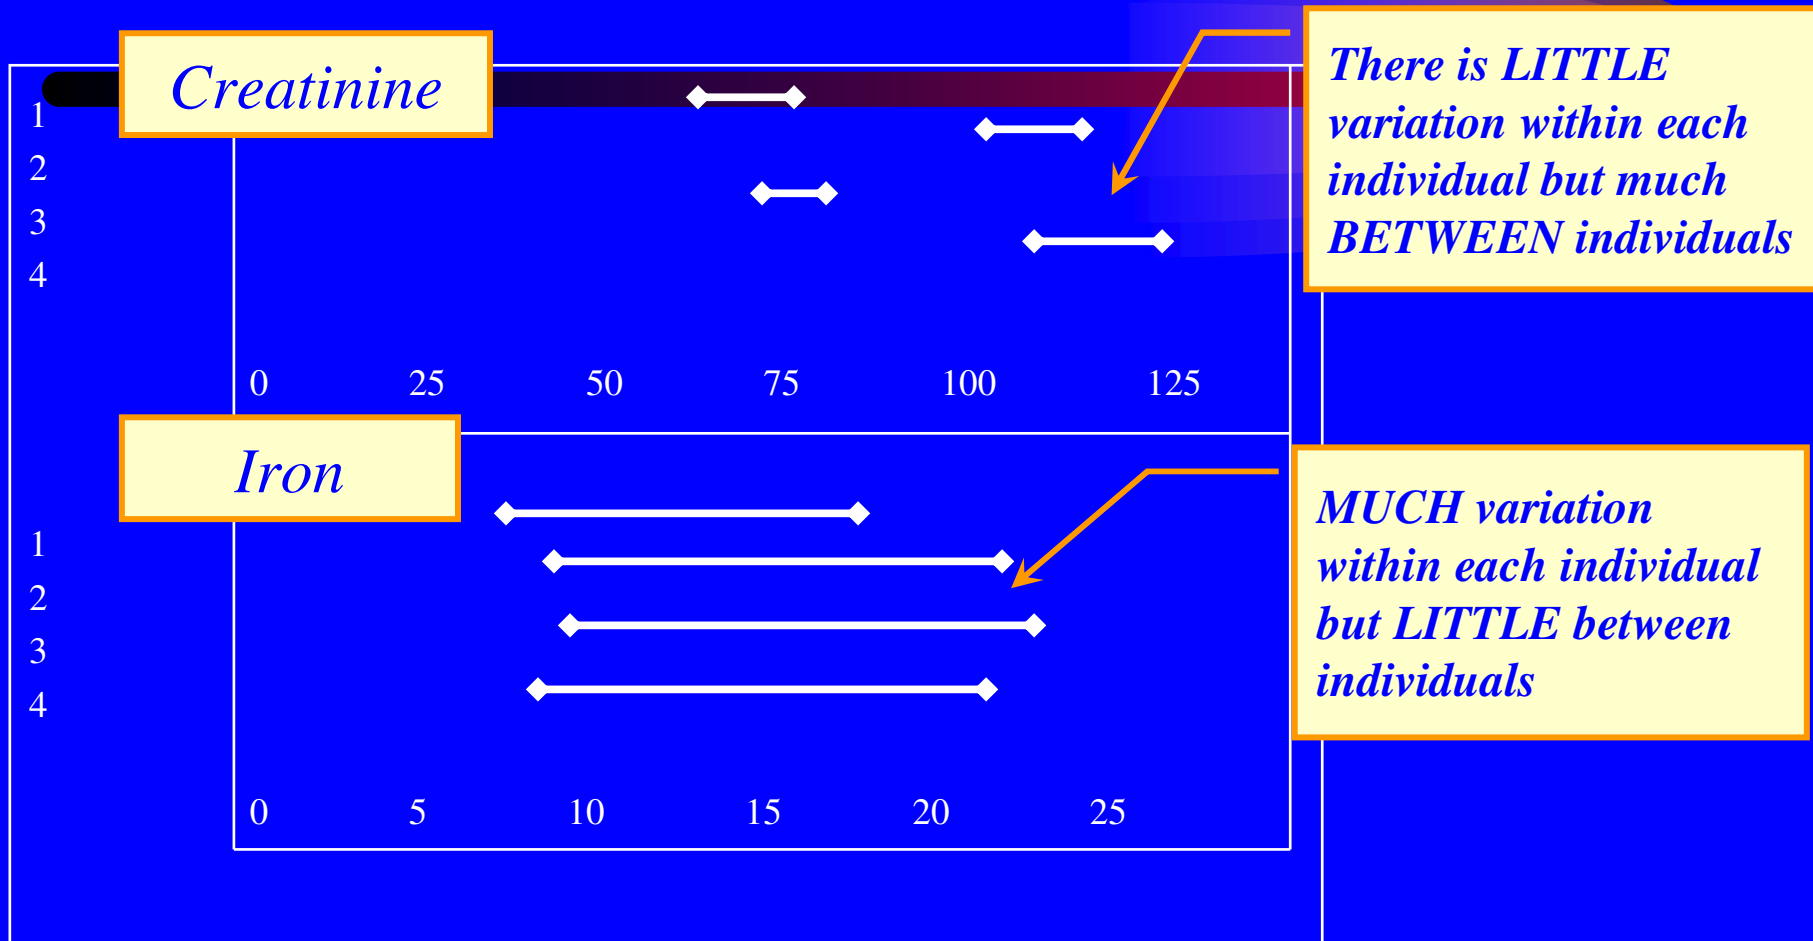 Creatinine
There is LITTLE
variation within each
individual but much
BETWEEN individuals
1
2
3
4
0 25 50 75 100 125
Iron
MUCH variation
within each individual
but LITTLE between
individuals
1
2
3
4
0 5 10 15 20 25